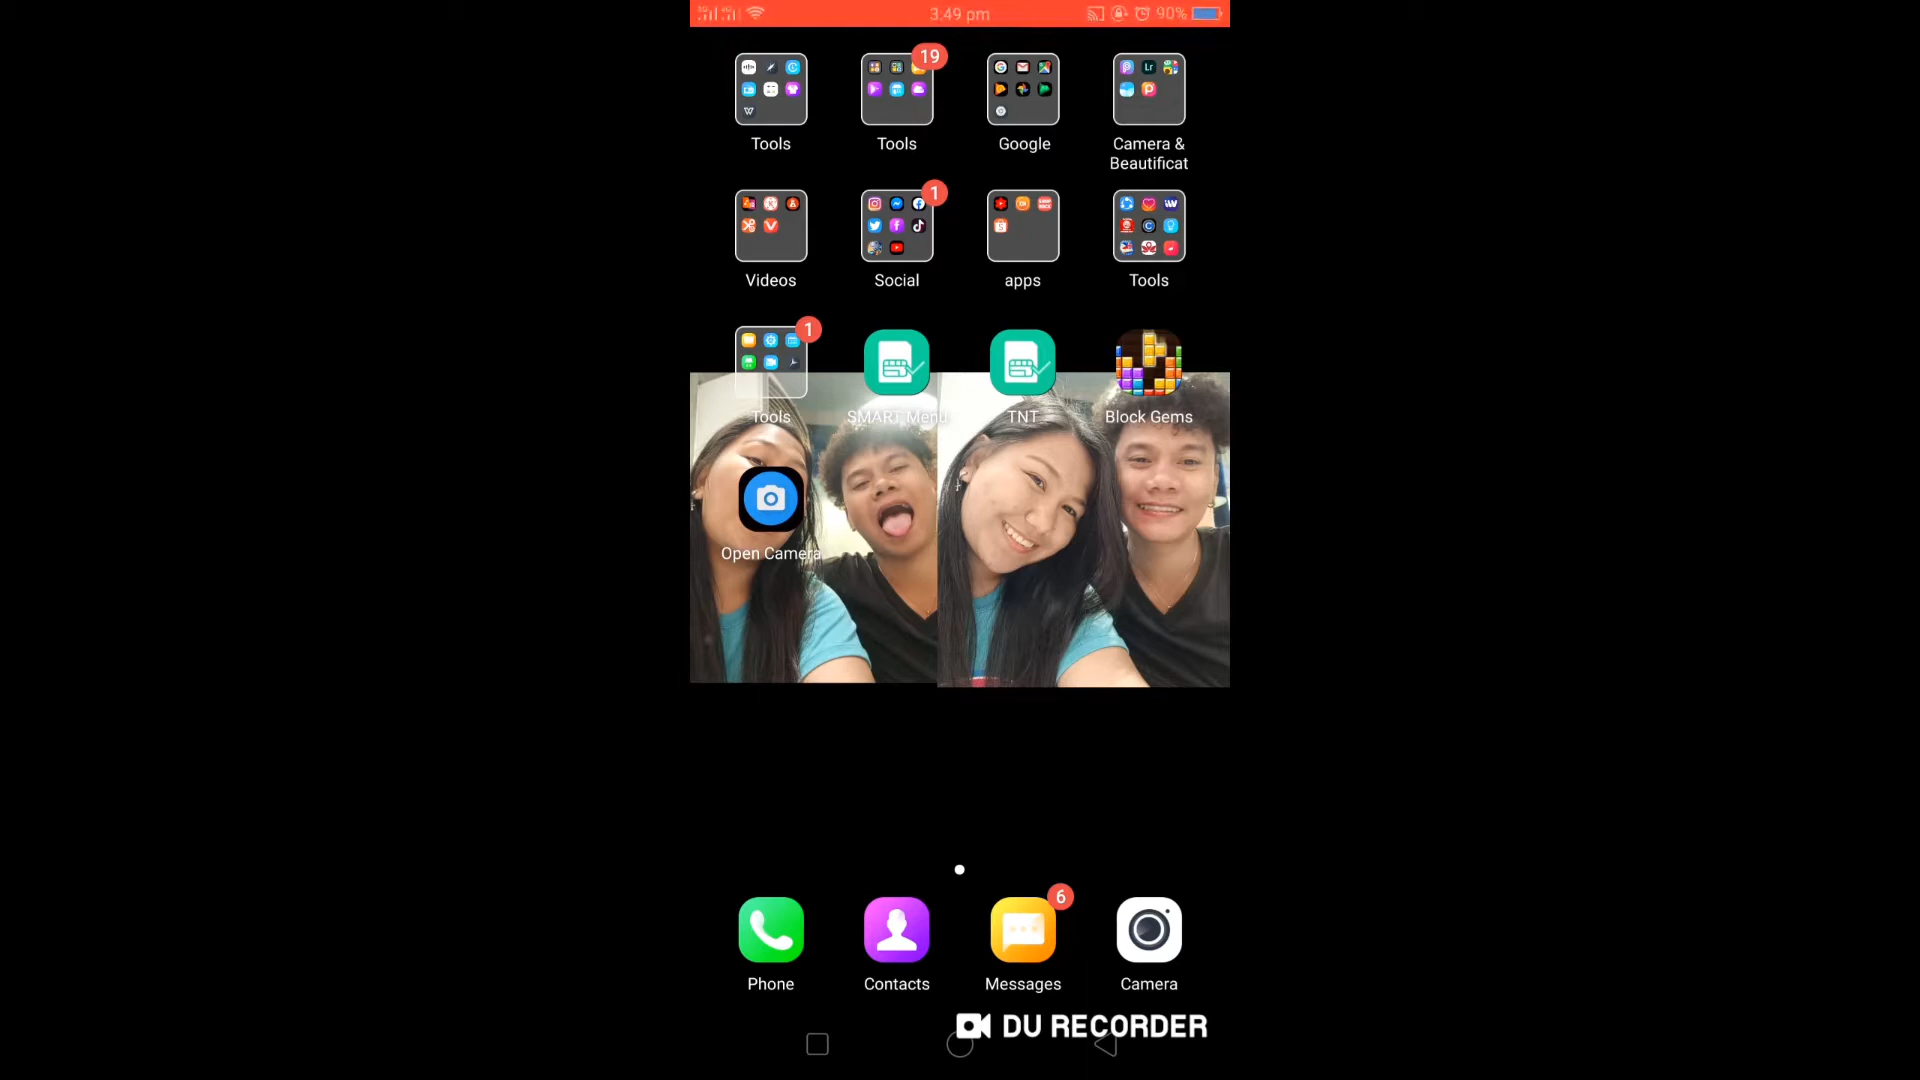 3:49 pm
90%
19
Tools
Tools
Google
Camera &
Beautificat
Lr
1
Videos
Social
apps
Tools
1
Tools
SMART Menu
TNT
Block Gems
Open Camera
6
Phone
Contacts
Messages
Camera
DU RECORDER